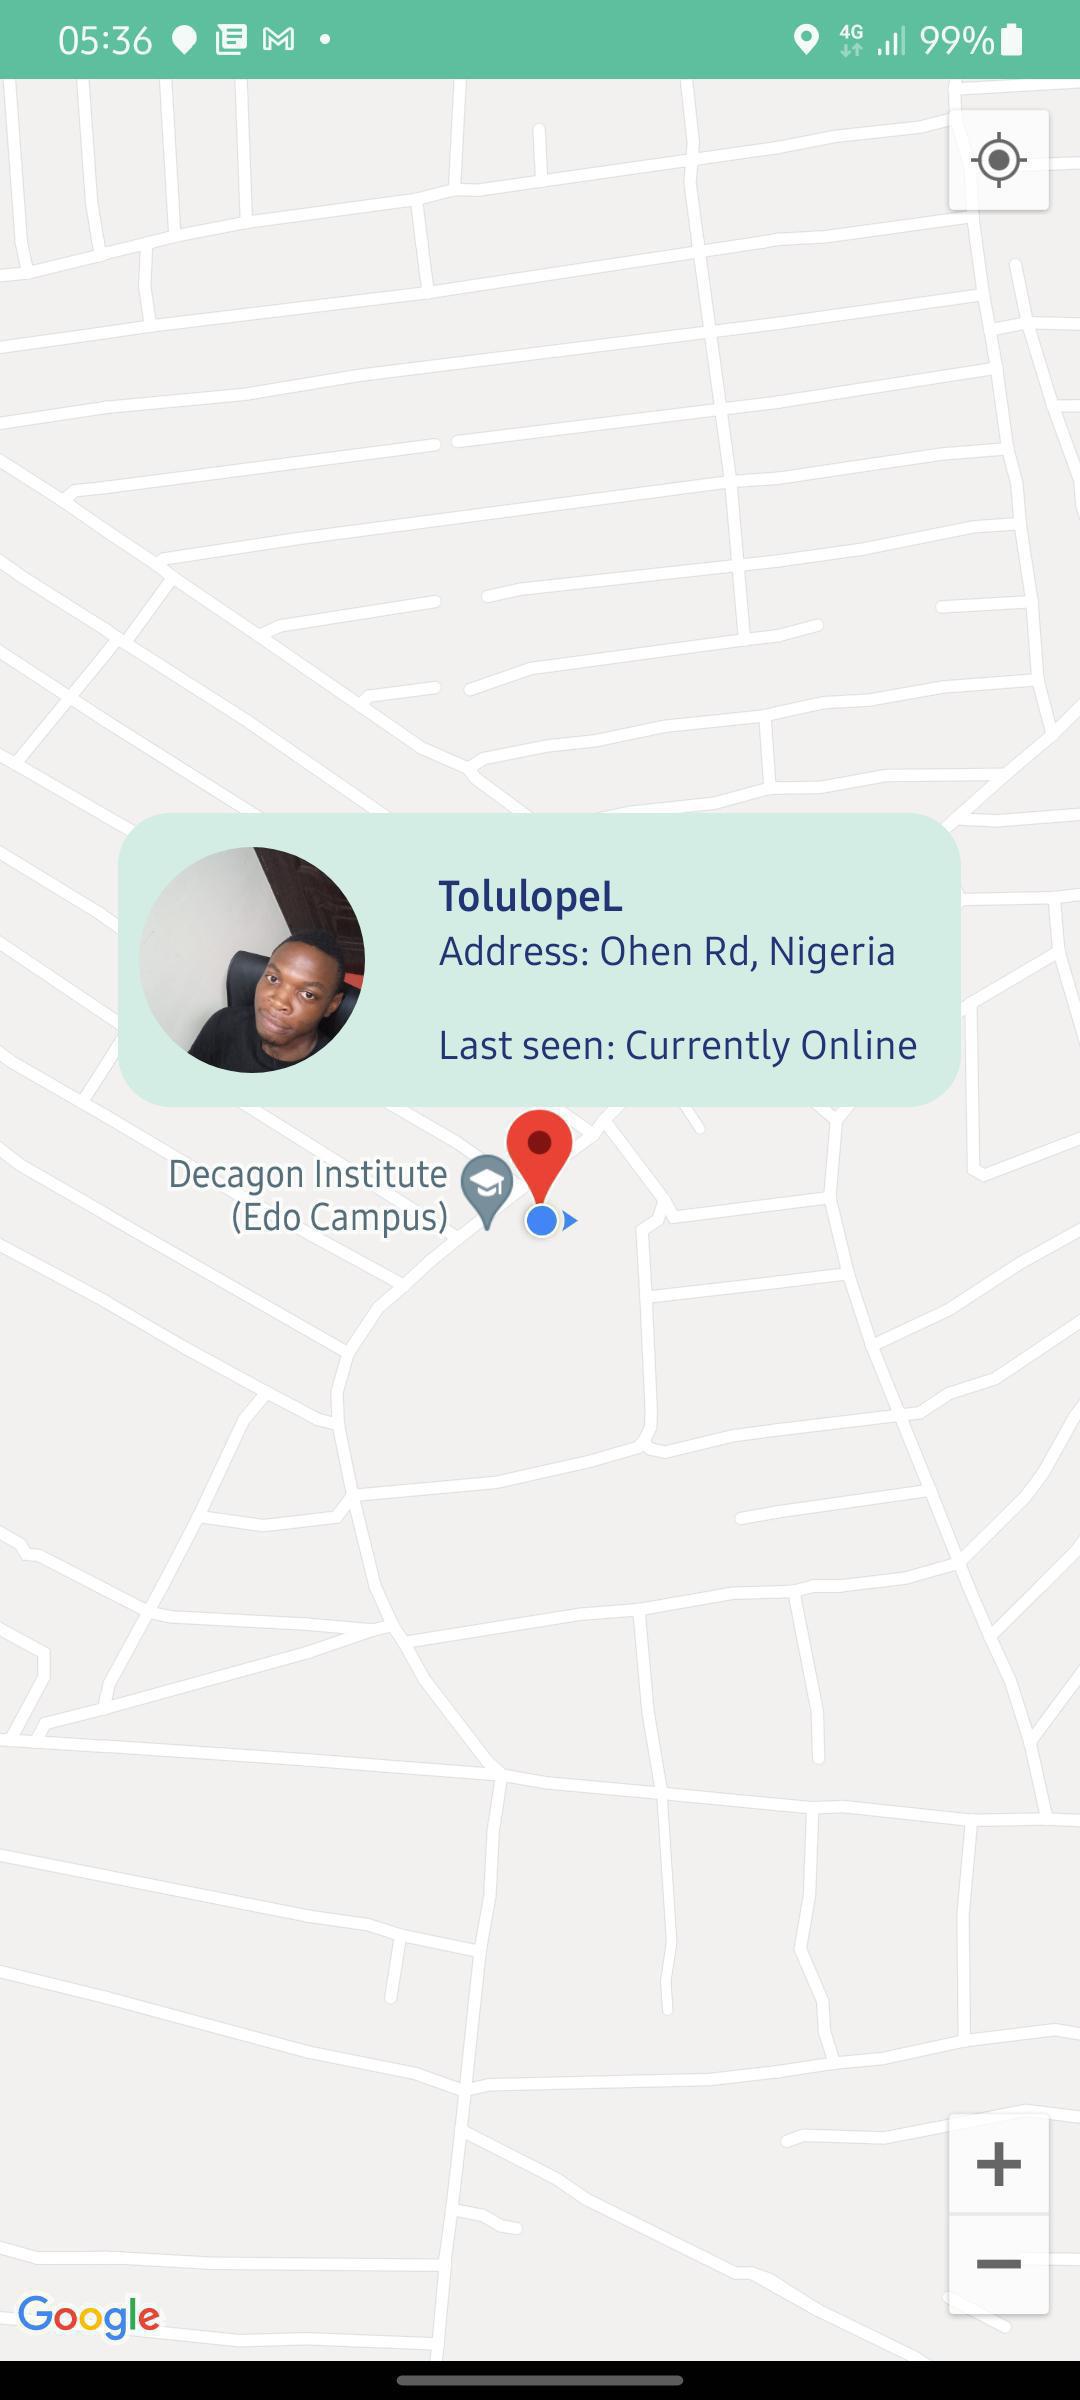 05:36
4G
99%
TolulopeL
Address: Ohen Rd, Nigeria
Last seen: Currently Online
Decagon Institute
(Edo Campus)
Google